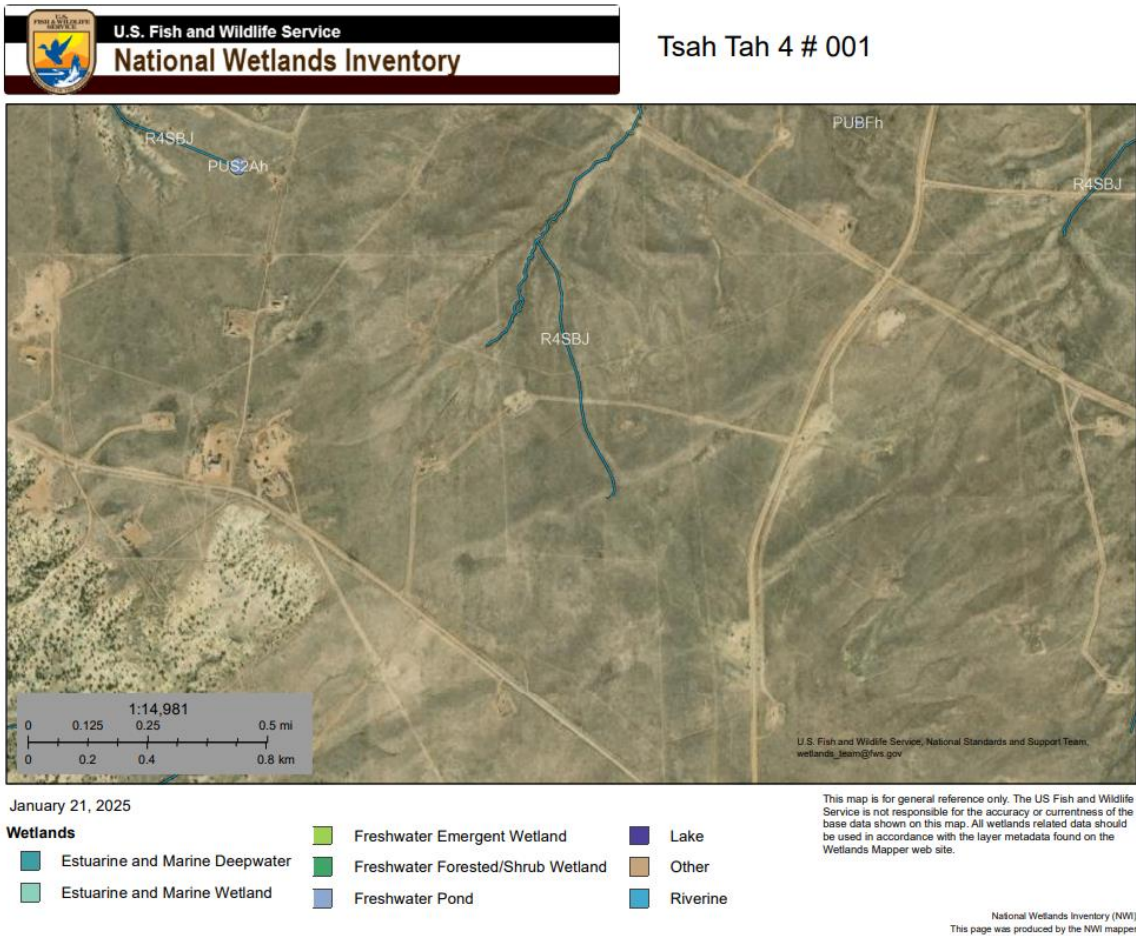 U.S.
FISH & WILDLIFE
SERVICE
U.S. Fish and Wildlife Service
National Wetlands Inventory
Tsah Tah 4 # 001
R4SBJ
PUS2Ah
PUBFh
R4SBJ
R4SBJ
1:14,981
0 0.125 0.25 0.5 mi
0 0.2 0.4 0.8 km
U.S. Fish and Wildlife Service, National Standards and Support Team,
wetlands_team@fws.gov
January 21, 2025
Wetlands
Estuarine and Marine Deepwater
Estuarine and Marine Wetland
Freshwater Emergent Wetland
Freshwater Forested/Shrub Wetland
Freshwater Pond
Lake
Other
Riverine
This map is for general reference only. The US Fish and Wildlife
Service is not responsible for the accuracy or currentness of the
base data shown on this map. All wetlands related data should
be used in accordance with the layer metadata found on the
Wetlands Mapper web site.
National Wetlands Inventory (NWI)
This page was produced by the NWI mapper